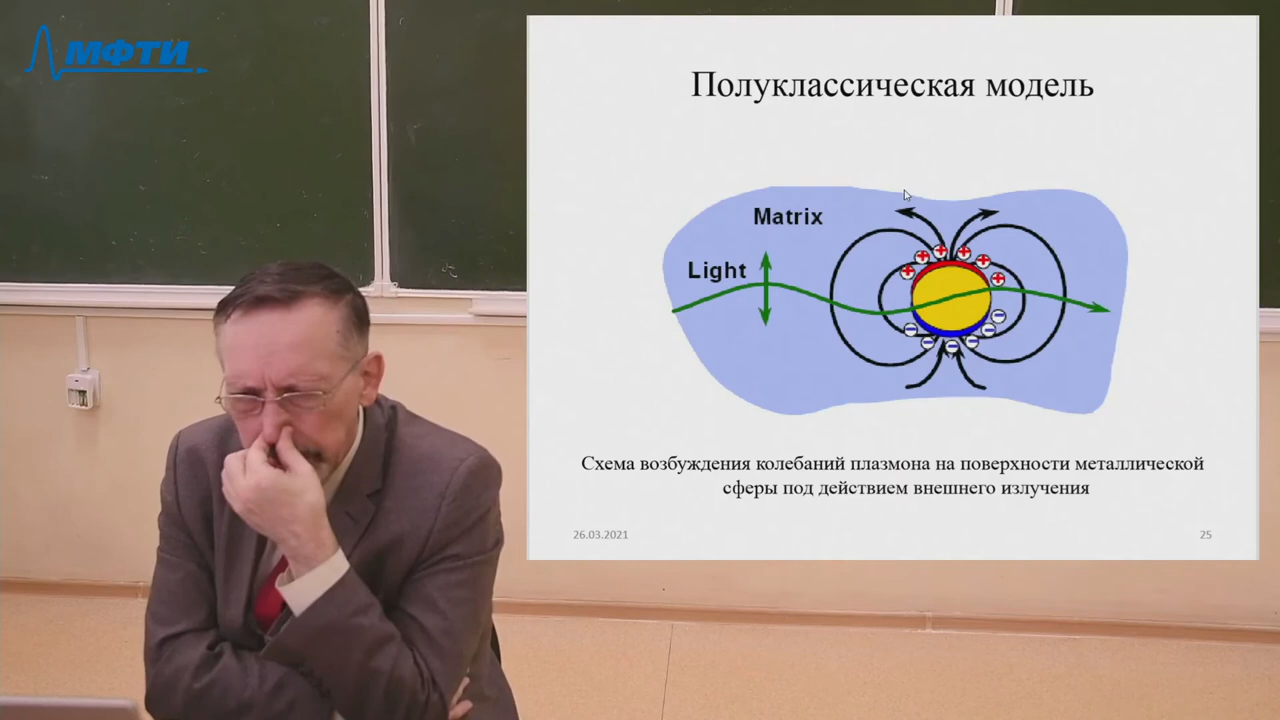 МФТИ
Полуклассическая модель
Matrix
Light
Схема возбуждения колебаний плазмона на поверхности металлической
сферы под действием внешнего излучения
26.03.2021
25